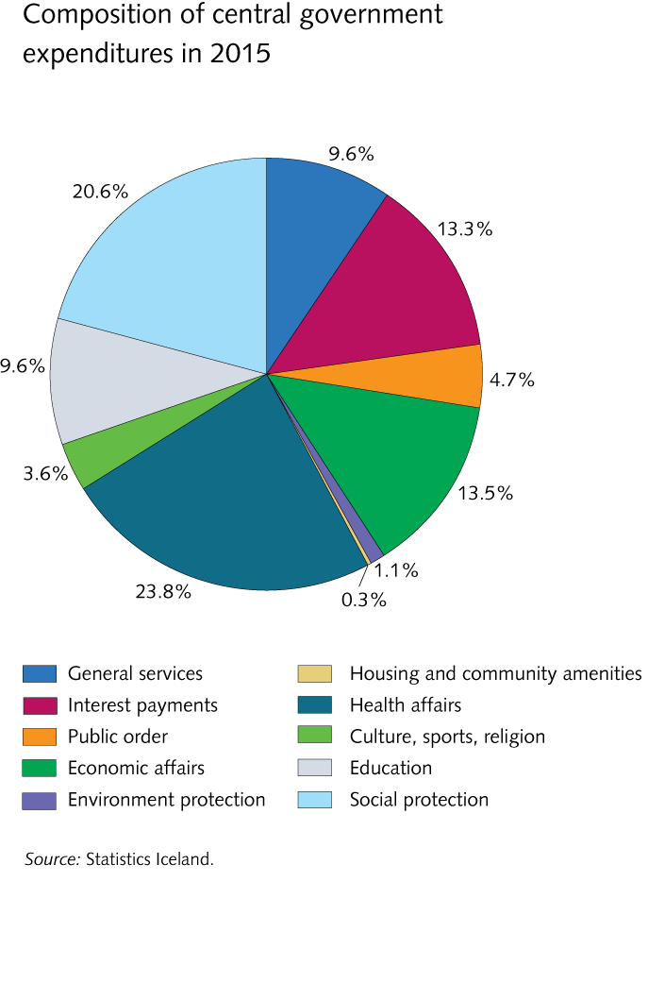 Composition of central government
expenditures in 2015
9.6%
20.6%
13.3%
9.6%
4.7%
3.6%
13.5%
1.1%
23.8%
0.3%
General services
Interest payments
Public order
Economic affairs
Environment protection
Housing and community amenities
Health affairs
Culture, sports, religion
Education
Social protection
Source: Statistics Iceland.